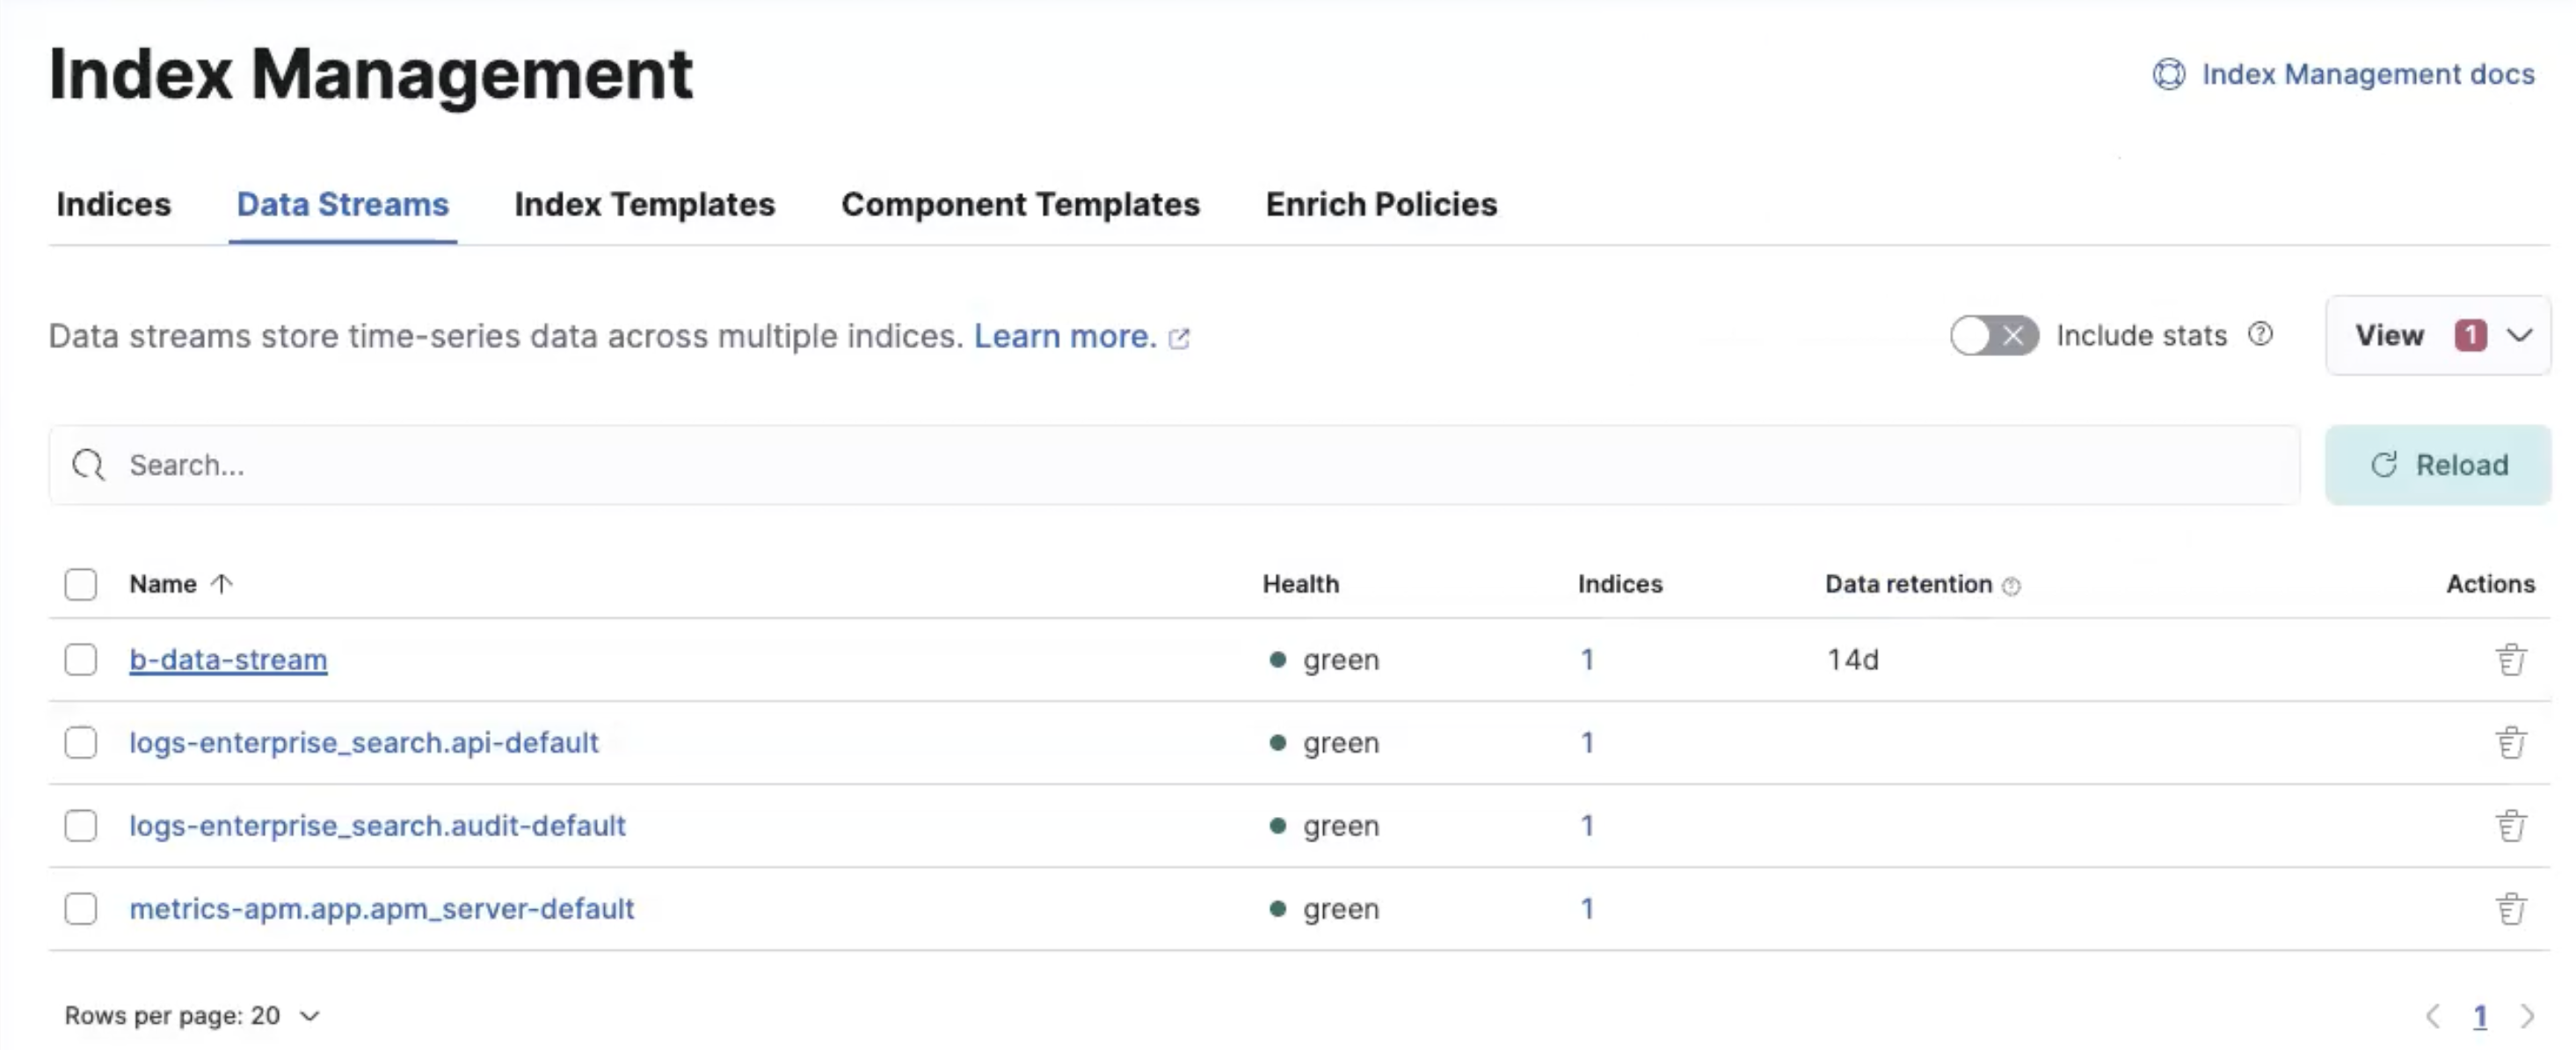 Index Management
Index Management docs
Indices Data Streams Index Templates Component Templates Enrich Policies
Data streams store time-series data across multiple indices. Learn more.
Include stats
View 1
Search...
Reload
Name Health Indices Data retention Actions
b-data-stream green 1 14d
logs-enterprise_search.api-default green 1
logs-enterprise_search.audit-default green 1
metrics-apm.app.apm_server-default green 1
Rows per page: 20
1